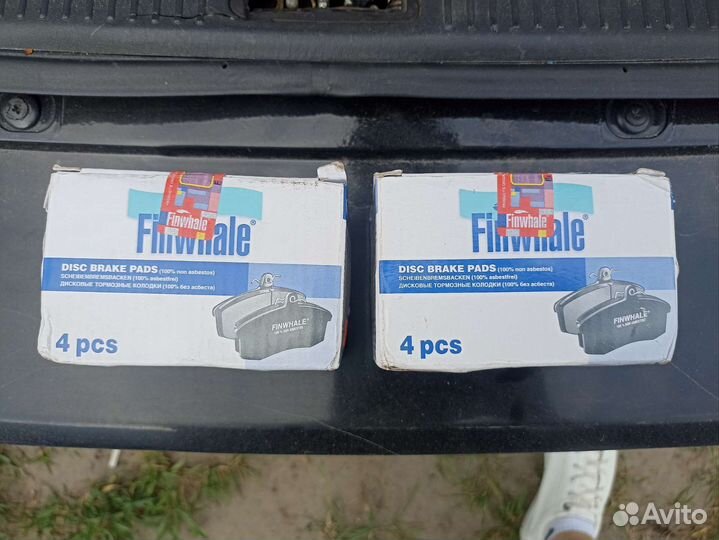 Finwhale
Finwhale®
DISC BRAKE PADS (100% non asbestos)
SCHEIBENBREMSBACKEN (100% asbestfrei)
ДИСКОВЫЕ ТОРМОЗНЫЕ КОЛОДКИ (100% без асбеста)
FINWHALE
4 pcs
Finwhale
Finwhale®
DISC BRAKE PADS (100% non asbestos)
SCHEIBENBREMSBACKEN (100% asbestfrei)
ДИСКОВЫЕ ТОРМОЗНЫЕ КОЛОДКИ (100% без асбеста)
FINWHALE
4 pcs
Avito